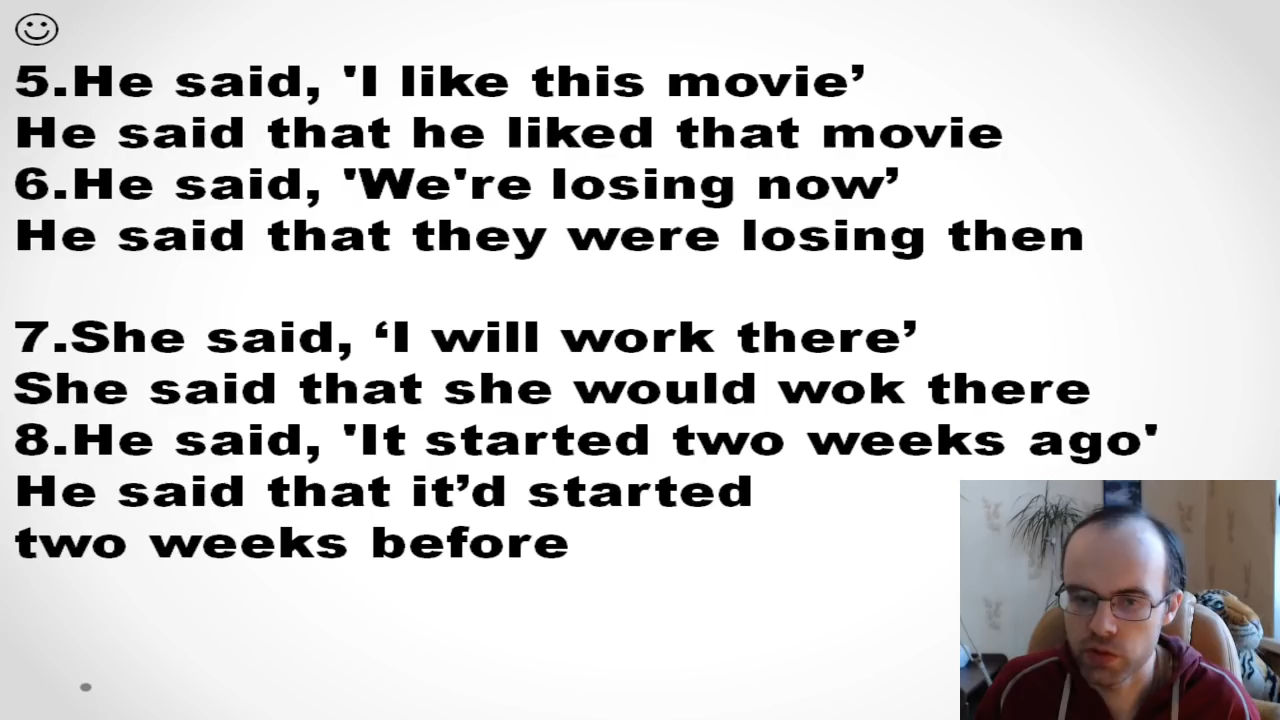 5.He said, 'I like this movie’
He said that he liked that movie
6.He said, 'We're losing now’
He said that they were losing then
7.She said, ‘I will work there’
She said that she would wok there
8.He said, 'It started two weeks ago'
He said that it’d started
two weeks before